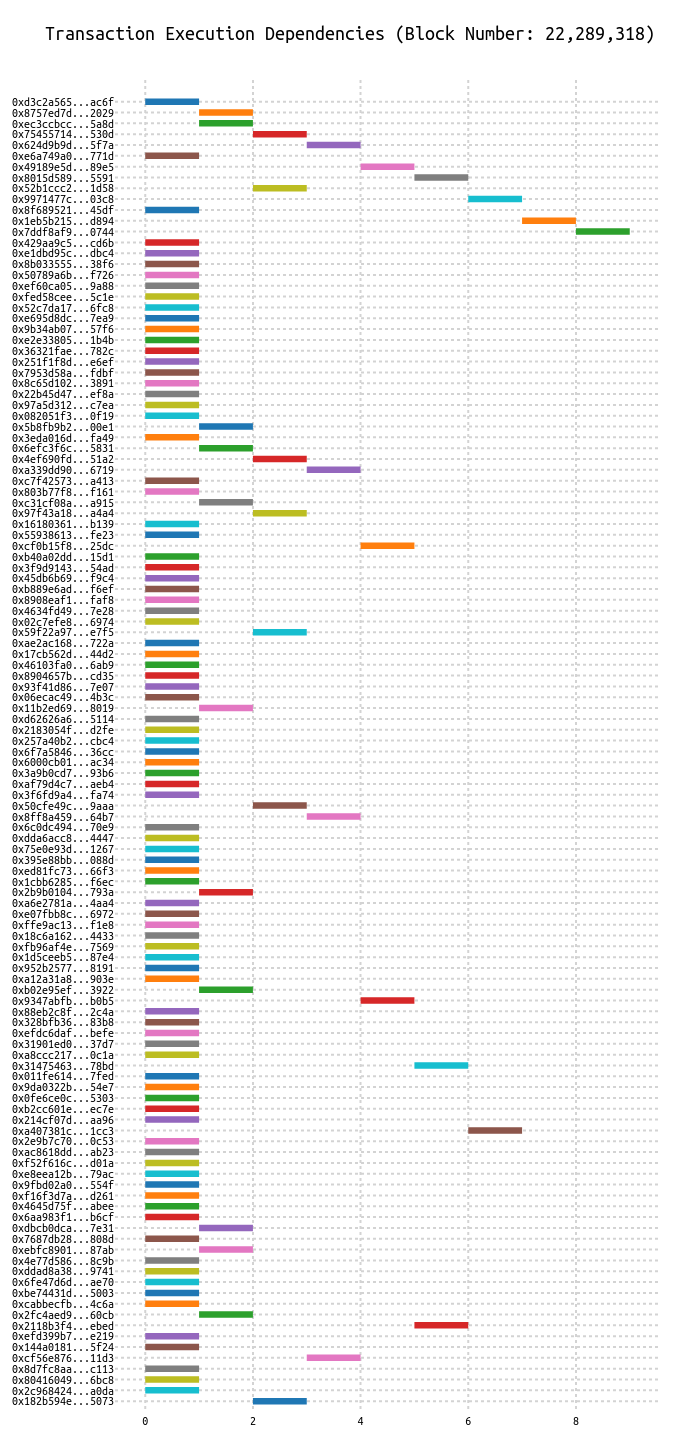 Transaction Execution Dependencies (Block Number: 22,289,318)
0xd3c2a565...ac6f
0x8757ed7d...2029
0xec3ccbcc...5a8d
0x75455714...530d
0x624d9b9d...5f7a
0xe6a749a0...771d
0x49189e5d...89e5
0x8015d589...5591
0x52b1ccc2...1d58
0x9971477c...03c8
0x8f689521...45df
0x1eb5b215...d894
0x7ddf8af9...0744
0x429aa9c5...cd6b
0xe1dbd95c...dbc4
0x8b033555...38f6
0x50789a6b...f726
0xef60ca05...9a88
0xfed58cee...5c1e
0x52c7da17...6fc8
0xe695d8dc...7ea9
0x9b34ab07...57f6
0xe2e33805...1b4b
0x36321fae...782c
0x251f1f8d...e6ef
0x7953d58a...fdbf
0x8c65d102...3891
0x22b45d47...ef8a
0x97a5d312...c7ea
0x082051f3...0f19
0x5b8fb9b2...00e1
0x3eda016d...fa49
0x6efc3f6c...5831
0x4ef690fd...51a2
0xa339dd90...6719
0xc7f42573...a413
0x803b77f8...f161
0xc31cf08a...a915
0x97f43a18...a4a4
0x16180361...b139
0x55938613...fe23
0xcf0b15f8...25dc
0xb40a02dd...15d1
0x3f9d9143...54ad
0x45db6b69...f9c4
0xb889e6ad...f6ef
0x8908eaf1...faf8
0x4634fd49...7e28
0x02c7efe8...6974
0x59f22a97...e7f5
0xae2ac168...722a
0x17cb562d...44d2
0x46103fa0...6ab9
0x8904657b...cd35
0x93f41d86...7e07
0x06ecac49...4b3c
0x11b2ed69...8019
0xd62626a6...5114
0x2183054f...d2fe
0x257a40b2...cbc4
0x6f7a5846...36cc
0x6000cb01...ac34
0x3a9b0cd7...93b6
0xaf79d4c7...aeb4
0x3f6fd9a4...fa74
0x50cfe49c...9aaa
0x8ff8a459...64b7
0x6c0dc494...70e9
0xdda6acc8...4447
0x75e0e93d...1267
0x395e88bb...088d
0xed81fc73...66f3
0x1cbb6285...f6ec
0x2b9b0104...793a
0xa6e2781a...4aa4
0xe07fbb8c...6972
0xffe9ac13...f1e8
0x18c6a162...4433
0xfb96af4e...7569
0x1d5ceeb5...87e4
0x952b2577...8191
0xa12a31a8...903e
0xb02e95ef...3922
0x9347abfb...b0b5
0x88eb2c8f...2c4a
0x328bfb36...83b8
0xefdc6daf...befe
0x31901ed0...37d7
0xa8ccc217...0c1a
0x31475463...78bd
0x011fe614...7fed
0x9da0322b...54e7
0x0fe6ce0c...5303
0xb2cc601e...ec7e
0x214cf07d...aa96
0xa407381c...1cc3
0x2e9b7c70...0c53
0xac8618dd...ab23
0xf52f616c...d01a
0xe8eea12b...79ac
0x9fbd02a0...554f
0xf16f3d7a...d261
0x4645d75f...abee
0x6aa983f1...b6cf
0xdbcb0dca...7e31
0x7687db28...808d
0xebfc8901...87ab
0x4e77d586...8c9b
0xddad8a38...9741
0x6fe47d6d...ae70
0xbe74431d...5003
0xcabbecfb...4c6a
0x2fc4aed9...60cb
0x2118b3f4...ebed
0xefd399b7...e219
0x144a0181...5f24
0xcf56e876...11d3
0x8d7fc8aa...c113
0x80416049...6bc8
0x2c968424...a0da
0x182b594e...5073
0 2 4 6 8